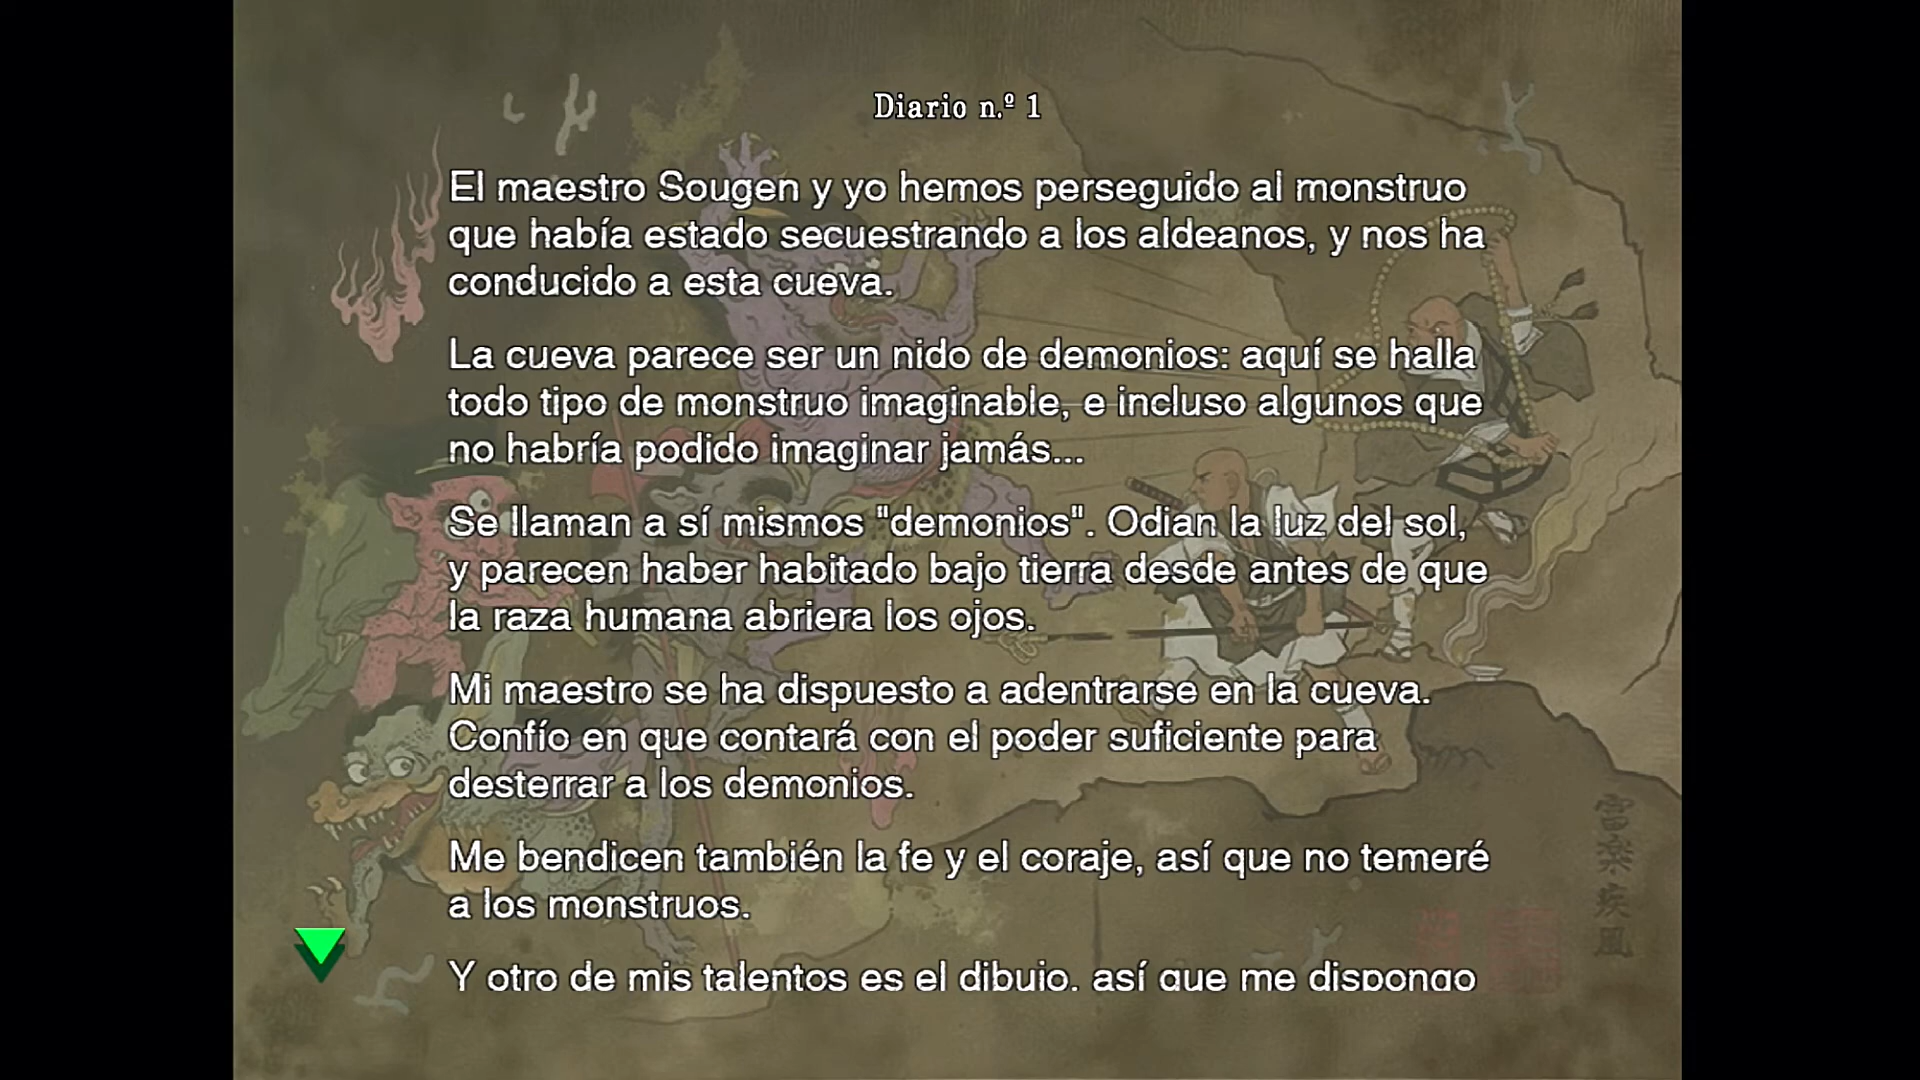 Diario n.º 1
El maestro Sougen y yo hemos perseguido al monstruo
que había estado secuestrando a los aldeanos, y nos ha
conducido a esta cueva.
La cueva parece ser un nido de demonios: aquí se halla
todo tipo de monstruo imaginable, e incluso algunos que
no habría podido imaginar jamás...
Se llaman a sí mismos "demonios". Odian la luz del sol,
y parecen haber habitado bajo tierra desde antes de que
la raza humana abriera los ojos.
Mi maestro se ha dispuesto a adentrarse en la cueva.
Confío en que contará con el poder suficiente para
desterrar a los demonios.
Me bendicen también la fe y el coraje, así que no temeré
a los monstruos.
Y otro de mis talentos es el dibujo, así que me dispongo